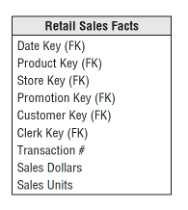 Retail Sales Facts
Date Key (FK)
Product Key (FK)
Store Key (FK)
Promotion Key (FK)
Customer Key (FK)
Clerk Key (FK)
Transaction #
Sales Dollars
Sales Units